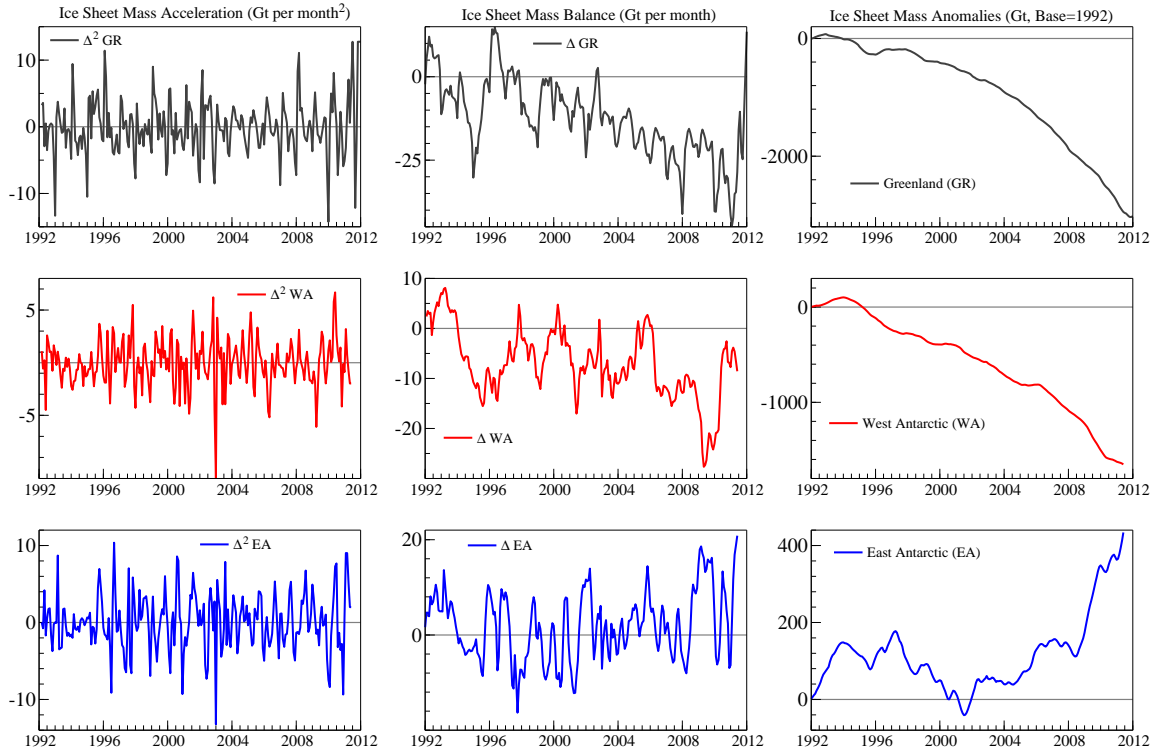 Ice Sheet Mass Acceleration (Gt per month²)
Δ² GR
10
0
-10
1992 1996 2000 2004 2008 2012
Ice Sheet Mass Balance (Gt per month)
Δ GR
0
-25
1992 1996 2000 2004 2008 2012
Ice Sheet Mass Anomalies (Gt, Base=1992)
0
-2000
Greenland (GR)
1992 1996 2000 2004 2008 2012
Δ² WA
5
-5
1992 1996 2000 2004 2008 2012
10
0
-10
-20
Δ WA
1992 1996 2000 2004 2008 2012
0
-1000
West Antarctic (WA)
1992 1996 2000 2004 2008 2012
Δ² EA
10
0
-10
1992 1996 2000 2004 2008 2012
Δ EA
20
0
1992 1996 2000 2004 2008 2012
East Antarctic (EA)
400
200
0
1992 1996 2000 2004 2008 2012